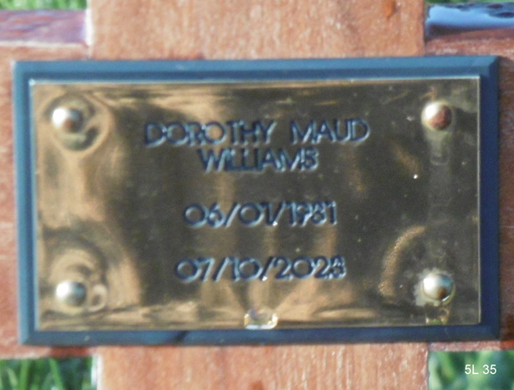 DOROTHY MAUD
WILLIAMS
06/01/1931
07/10/2023
5L 35